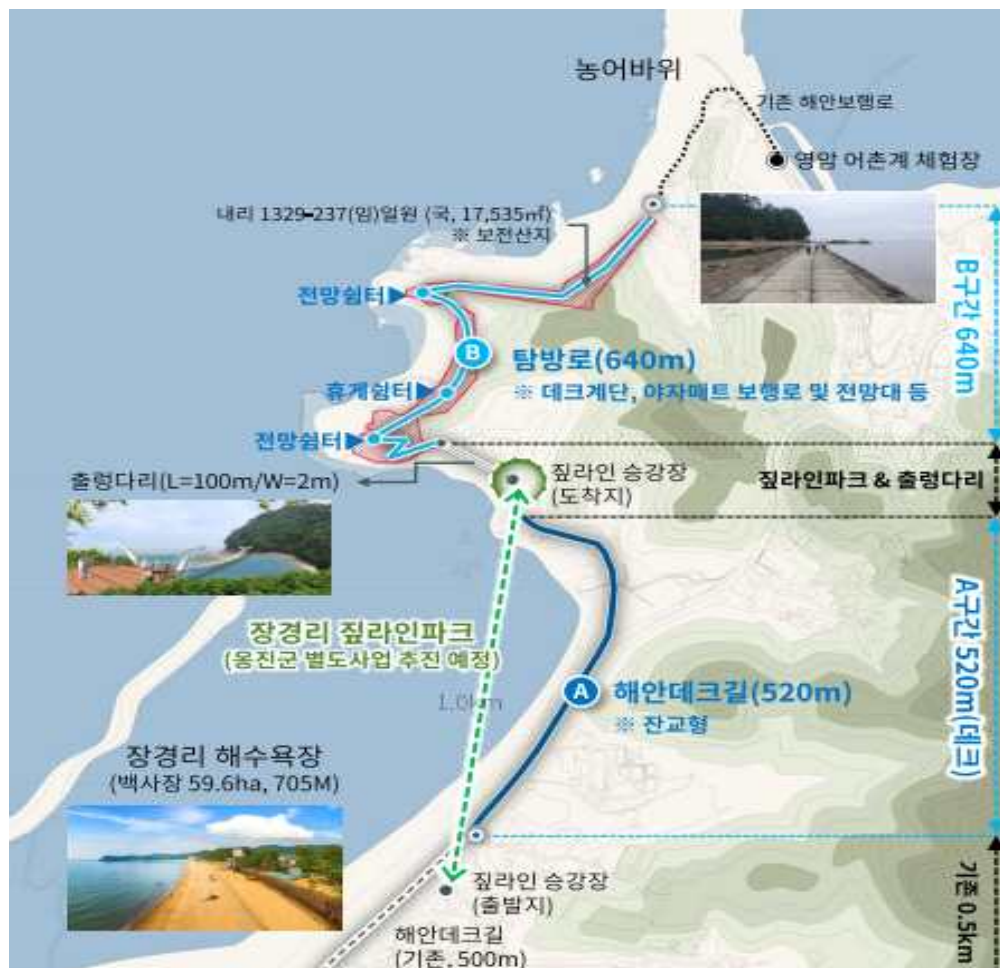 농어바위
기존 해안보행로
영암 어촌계 체험장
내리 1329-237(임)일원 (국, 17,535㎡)
※ 보전산지
전망쉼터▶
B구간 640m
B
탐방로(640m)
※ 데크계단, 야자매트 보행로 및 전망대 등
휴게쉼터▶
전망쉼터▶
출렁다리(L=100m/W=2m)
짚라인 승강장
(도착지)
짚라인파크 & 출렁다리
장경리 짚라인파크
(옹진군 별도사업 추진 예정)
1.0km
A
해안데크길(520m)
※ 잔교형
A구간 520m(데크)
장경리 해수욕장
(백사장 59.6ha, 705M)
짚라인 승강장
(출발지)
해안데크길
(기존, 500m)
기존 0.5km